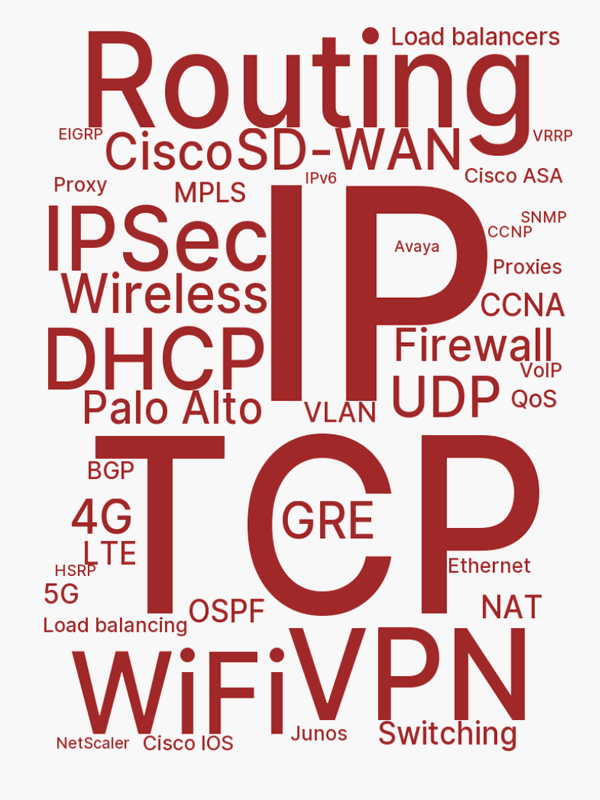 Routing
Load balancers
EIGRP
Cisco
SD-WAN
VRRP
IPv6
Cisco ASA
Proxy
MPLS
IPSec
IP
SNMP
CCNP
Avaya
Proxies
Wireless
CCNA
DHCP
Firewall
VoIP
Palo Alto
VLAN
UDP
QoS
TCP
BGP
4G
GRE
LTE
HSRP
Ethernet
5G
OSPF
NAT
Load balancing
WiFi
VPN
NetScaler
Cisco IOS
Junos
Switching